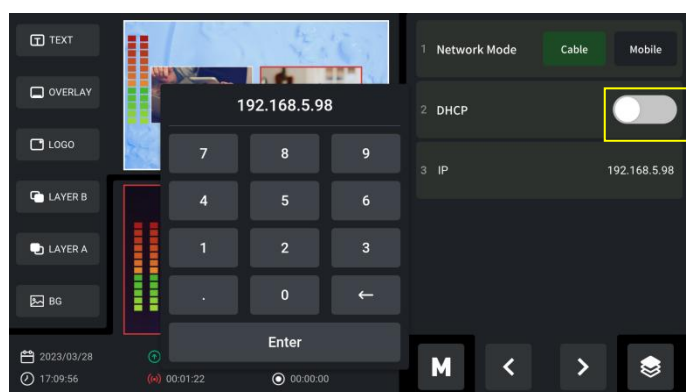 TEXT
OVERLAY
LOGO
LAYER B
LAYER A
BG
2023/03/28
17:09:56
00:01:22
00:00:00
192.168.5.98
7 8 9
4 5 6
1 2 3
. 0 ←
Enter
1 Network Mode Cable Mobile
2 DHCP
3 IP 192.168.5.98
M < >